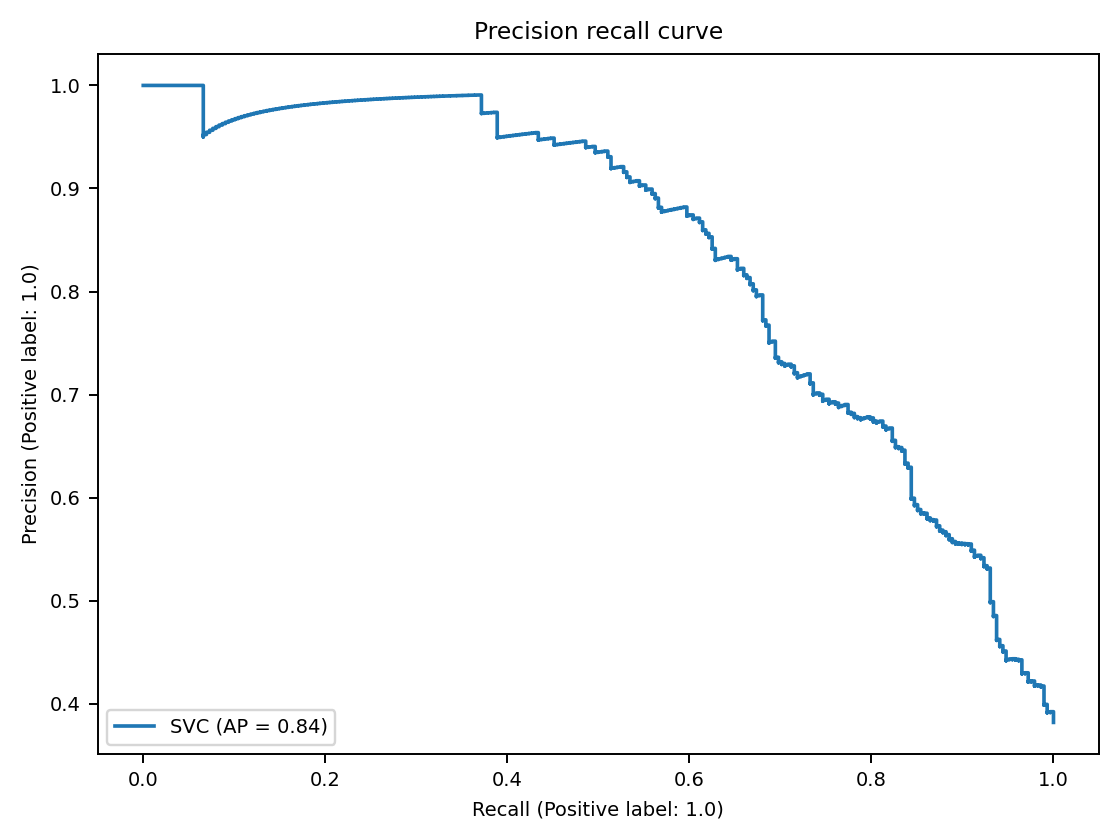 Precision recall curve
1.0
0.9
0.8
0.7
0.6
0.5
0.4
Precision (Positive label: 1.0)
SVC (AP = 0.84)
0.0 0.2 0.4 0.6 0.8 1.0
Recall (Positive label: 1.0)